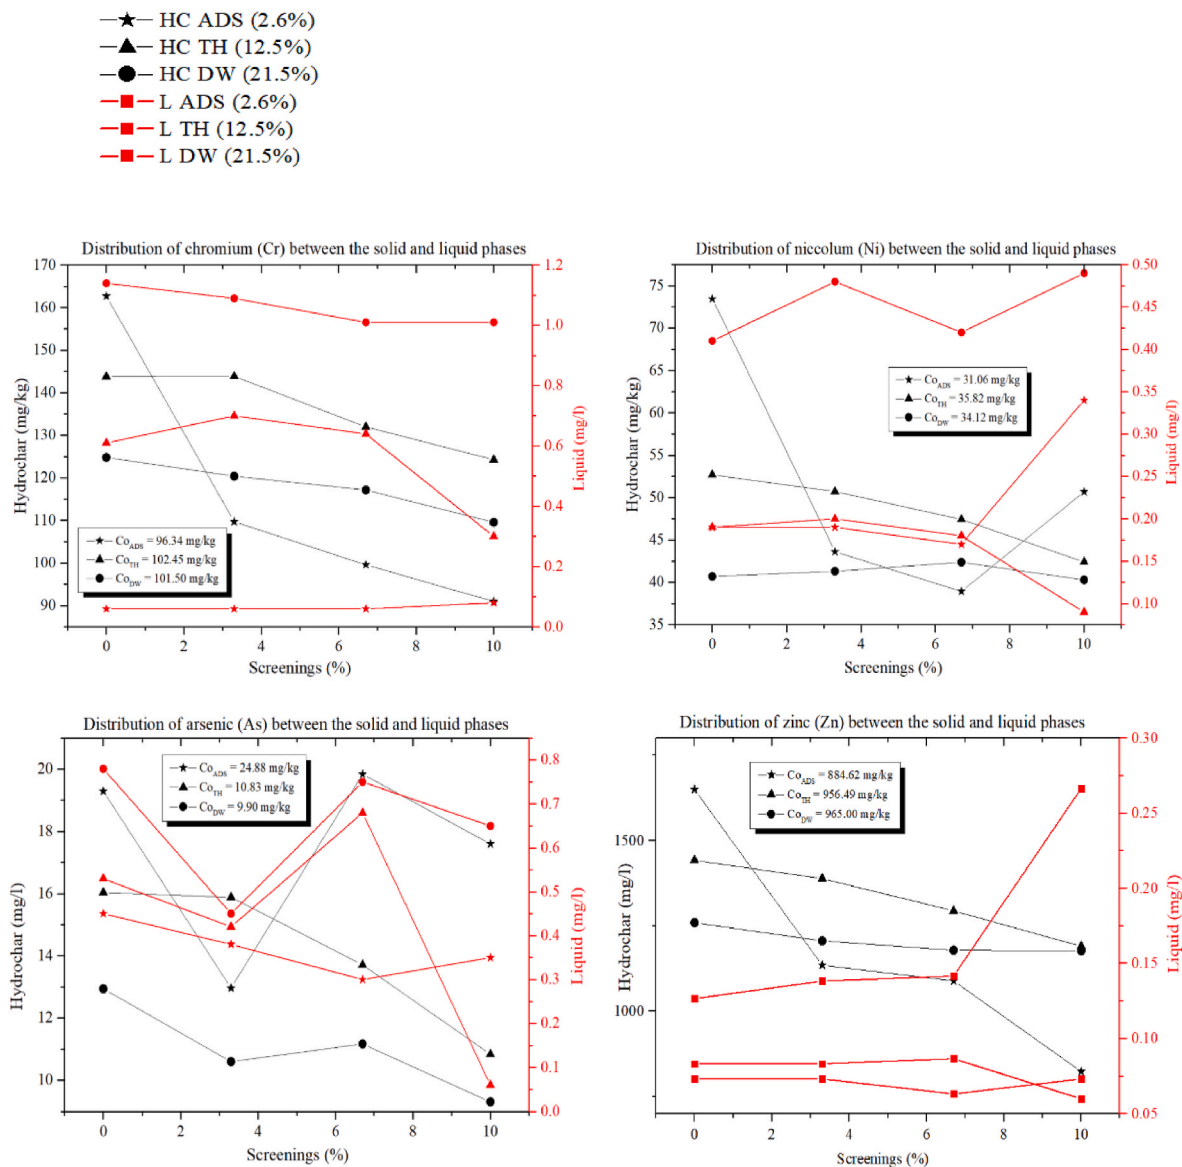 HC ADS (2.6%)
HC TH (12.5%)
HC DW (21.5%)
L ADS (2.6%)
L TH (12.5%)
L DW (21.5%)
Distribution of chromium (Cr) between the solid and liquid phases
170
160
150
140
130
120
110
100
90
Hydrochar (mg/kg)
1.2
1.0
0.8
0.6
0.4
0.2
0.0
Liquid (mg/l)
Co_ADS = 96.34 mg/kg
Co_TH = 102.45 mg/kg
Co_DW = 101.50 mg/kg
0 2 4 6 8 10
Screenings (%)
Distribution of niccolum (Ni) between the solid and liquid phases
75
70
65
60
55
50
45
40
35
Hydrochar (mg/kg)
0.50
0.45
0.40
0.35
0.30
0.25
0.20
0.15
0.10
Liquid (mg/l)
Co_ADS = 31.06 mg/kg
Co_TH = 35.82 mg/kg
Co_DW = 34.12 mg/kg
0 2 4 6 8 10
Screenings (%)
Distribution of arsenic (As) between the solid and liquid phases
20
18
16
14
12
10
Hydrochar (mg/l)
0.8
0.7
0.6
0.5
0.4
0.3
0.2
0.1
0.0
Liquid (mg/l)
Co_ADS = 24.88 mg/kg
Co_TH = 10.83 mg/kg
Co_DW = 9.90 mg/kg
0 2 4 6 8 10
Screenings (%)
Distribution of zinc (Zn) between the solid and liquid phases
1500
1000
Hydrochar (mg/l)
0.30
0.25
0.20
0.15
0.10
0.05
Liquid (mg/l)
Co_ADS = 884.62 mg/kg
Co_TH = 956.49 mg/kg
Co_DW = 965.00 mg/kg
0 2 4 6 8 10
Screenings (%)